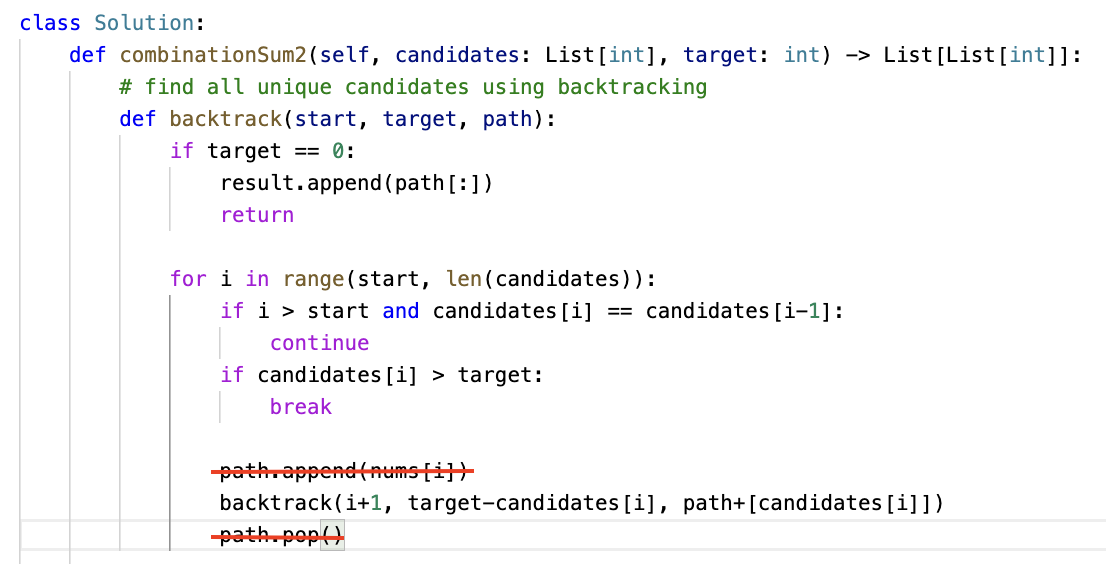 class Solution:
    def combinationSum2(self, candidates: List[int], target: int) -> List[List[int]]:
        # find all unique candidates using backtracking
        def backtrack(start, target, path):
            if target == 0:
                result.append(path[:])
                return
            for i in range(start, len(candidates)):
                if i > start and candidates[i] == candidates[i-1]:
                    continue
                if candidates[i] > target:
                    break
                path.append(nums[i])
                backtrack(i+1, target-candidates[i], path+[candidates[i]])
                path.pop()